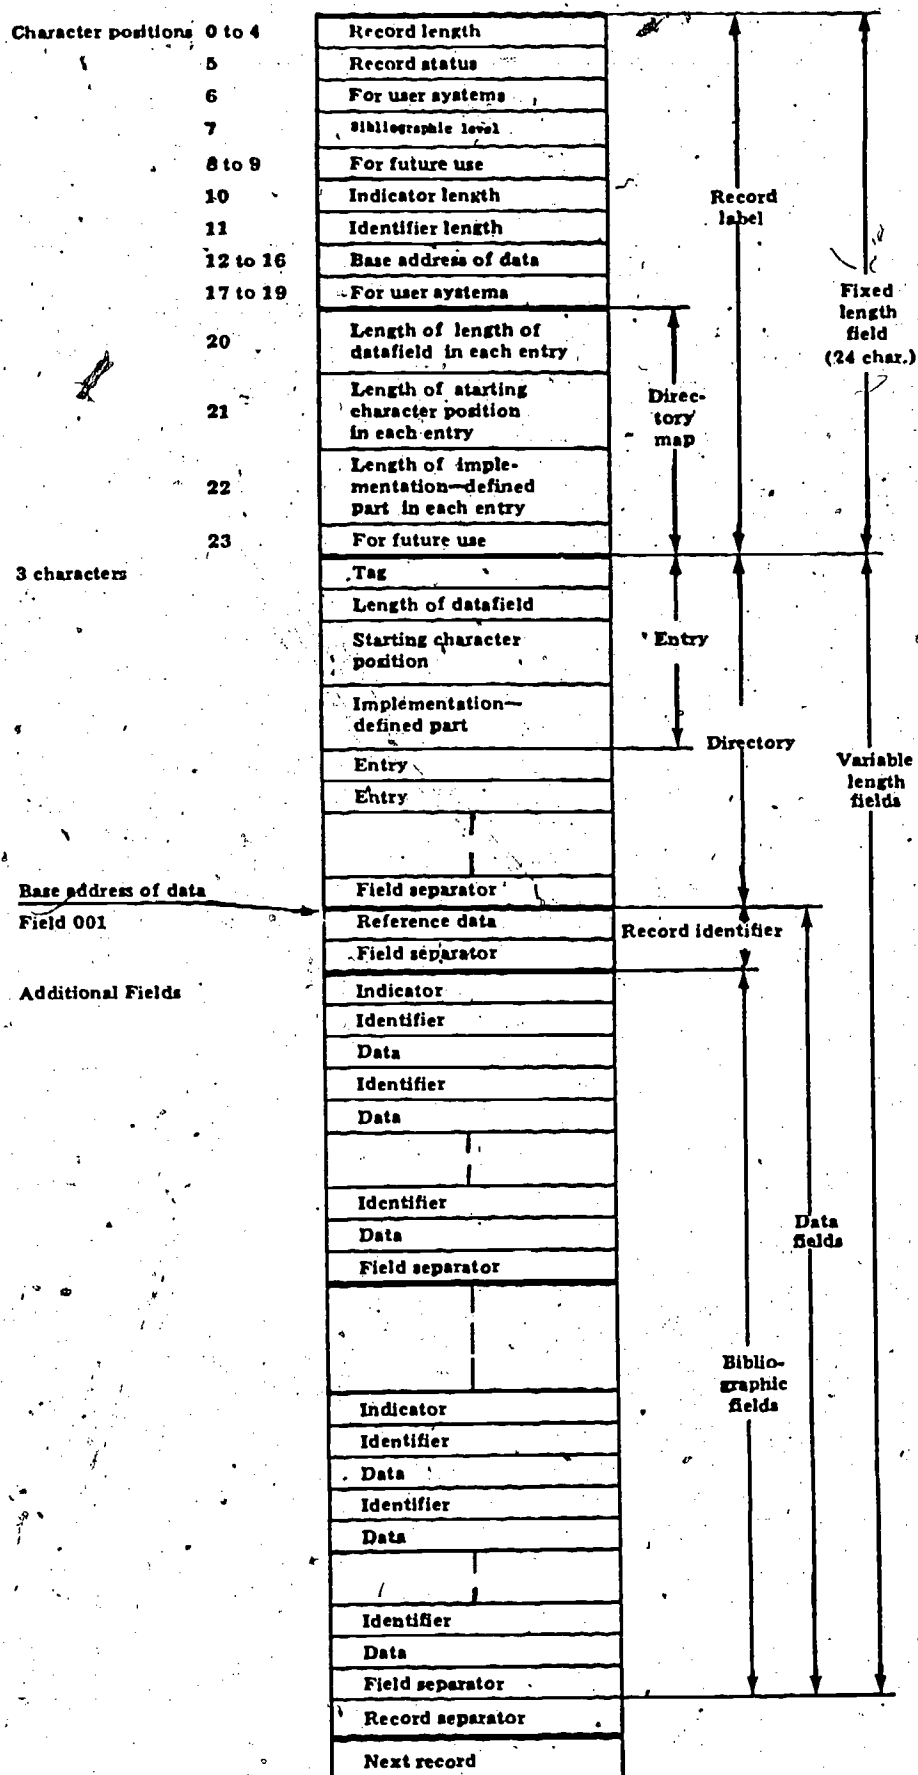 Character positions 0 to 4 Record length
5 Record status
6 For user systems
7 Bibliographic level
8 to 9 For future use
10 Indicator length
11 Identifier length
12 to 16 Base address of data
17 to 19 For user systems
20 Length of length of
datafield in each entry
21 Length of starting
character position
in each entry
22 Length of imple-
mentation—defined
part in each entry
23 For future use
Record
label
Fixed
length
field
(24 char.)
Direc-
tory
map
3 characters Tag
Length of datafield
Starting character
position
Implementation—
defined part
Entry
Entry
Entry
Directory
Variable
length
fields
Field separator
Base address of data
Field 001 Reference data
Field separator
Record identifier
Additional Fields Indicator
Identifier
Data
Identifier
Data
Identifier
Data
Field separator
Data
fields
Biblio-
graphic
fields
Indicator
Identifier
Data
Identifier
Data
Identifier
Data
Field separator
Record separator
Next record